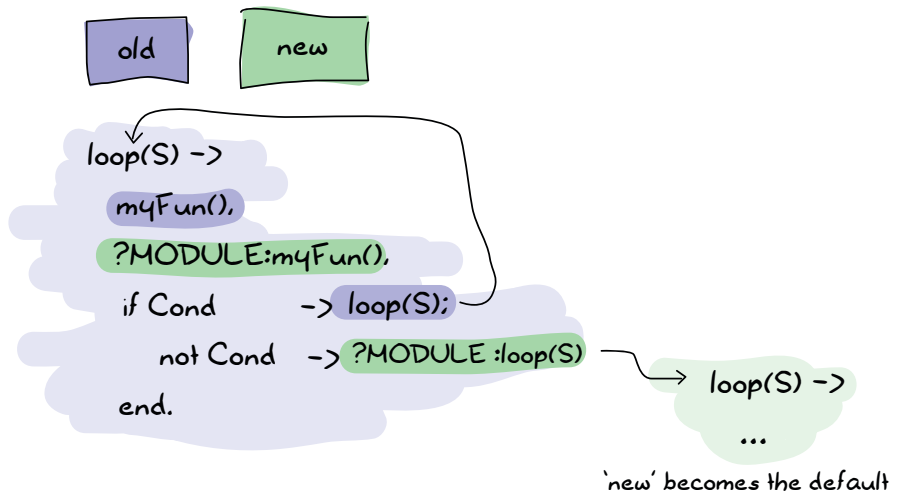 old
new
loop(S) ->
myFun(),
?MODULE:myFun(),
if Cond -> loop(S);
not Cond -> ?MODULE :loop(S)
end.
loop(S) ->
...
'new' becomes the default